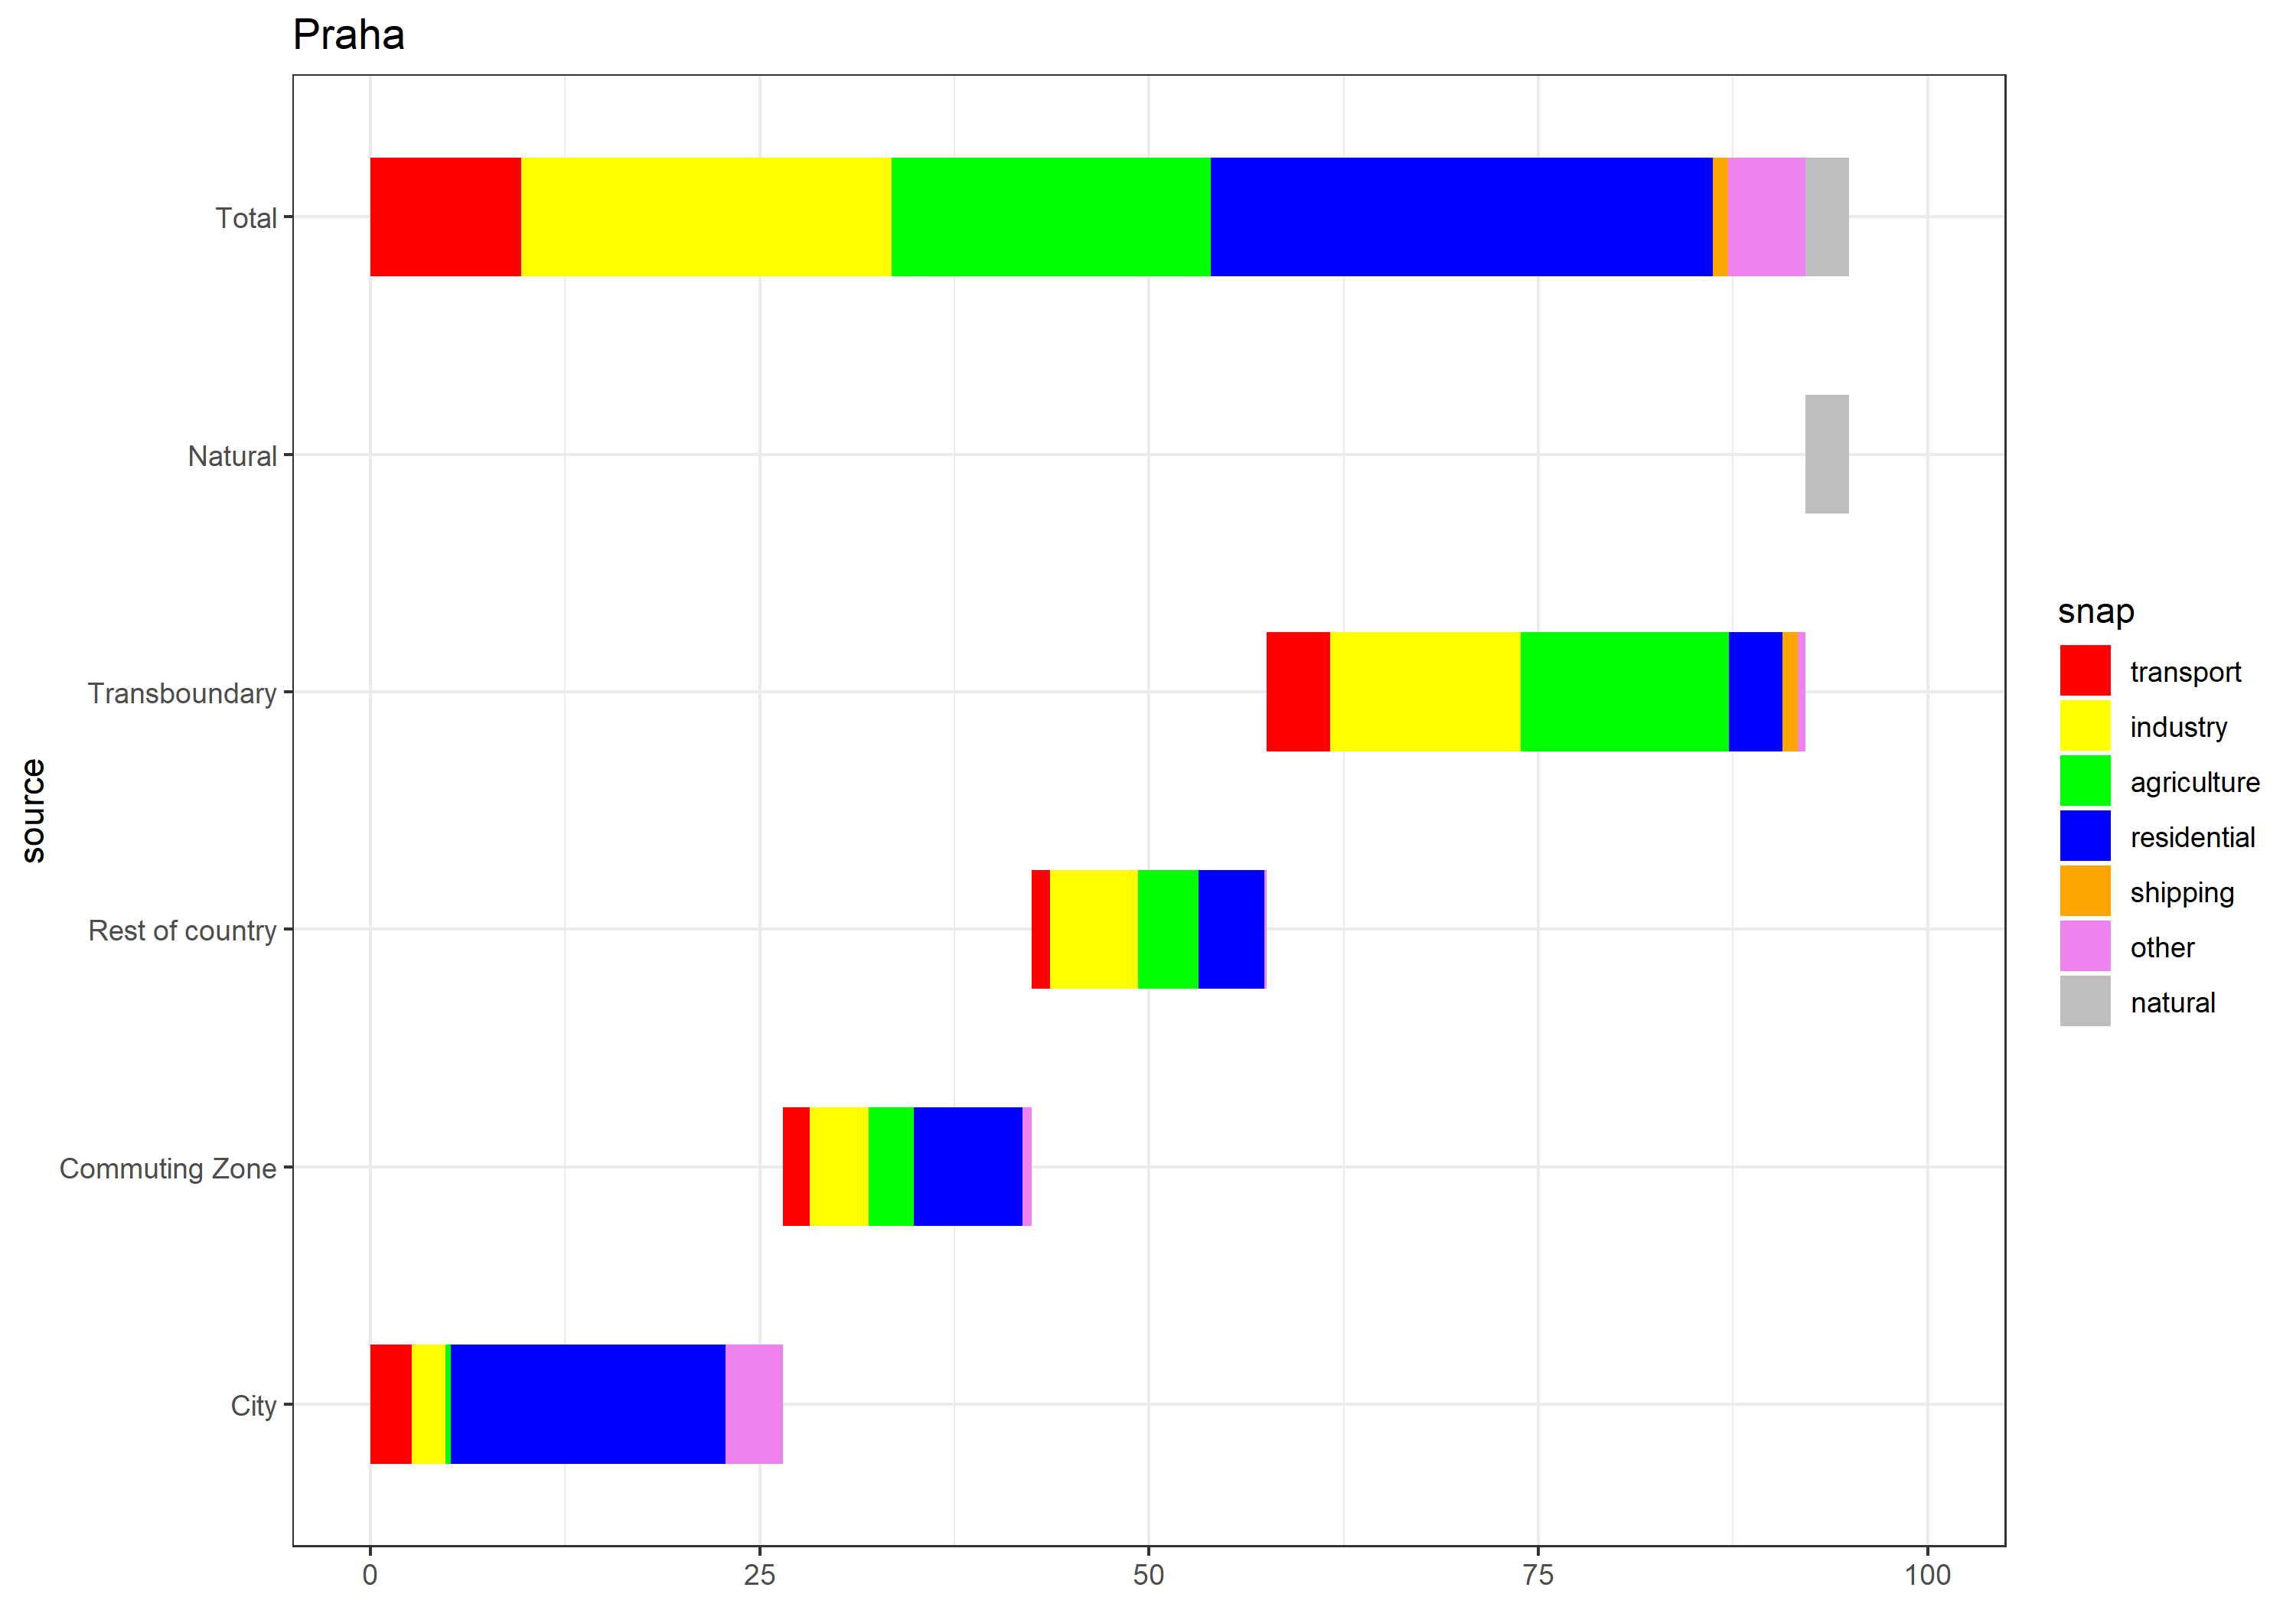 Praha
Total
Natural
Transboundary
Rest of country
Commuting Zone
City
source
0 25 50 75 100
snap
transport
industry
agriculture
residential
shipping
other
natural